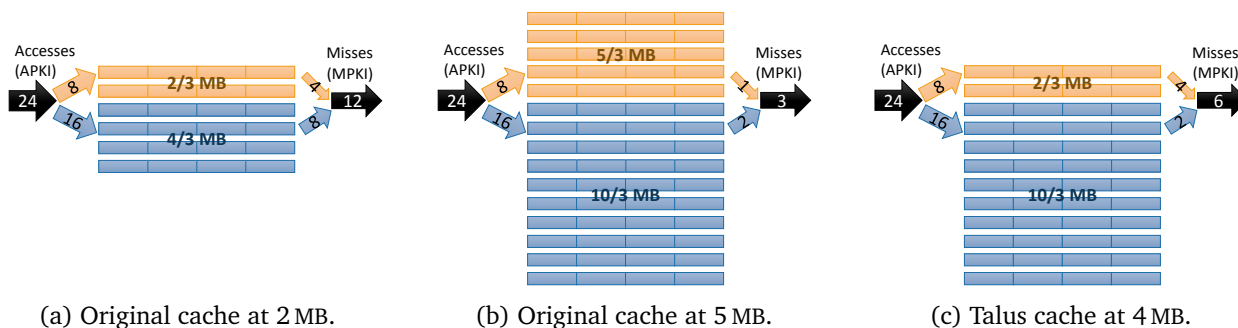 Accesses
(APKI)
24
8
16
2/3 MB
4/3 MB
4
8
Misses
(MPKI)
12
(a) Original cache at 2 MB.
Accesses
(APKI)
24
8
16
5/3 MB
10/3 MB
1
2
Misses
(MPKI)
3
(b) Original cache at 5 MB.
Accesses
(APKI)
24
8
16
2/3 MB
10/3 MB
4
2
Misses
(MPKI)
6
(c) Talus cache at 4 MB.